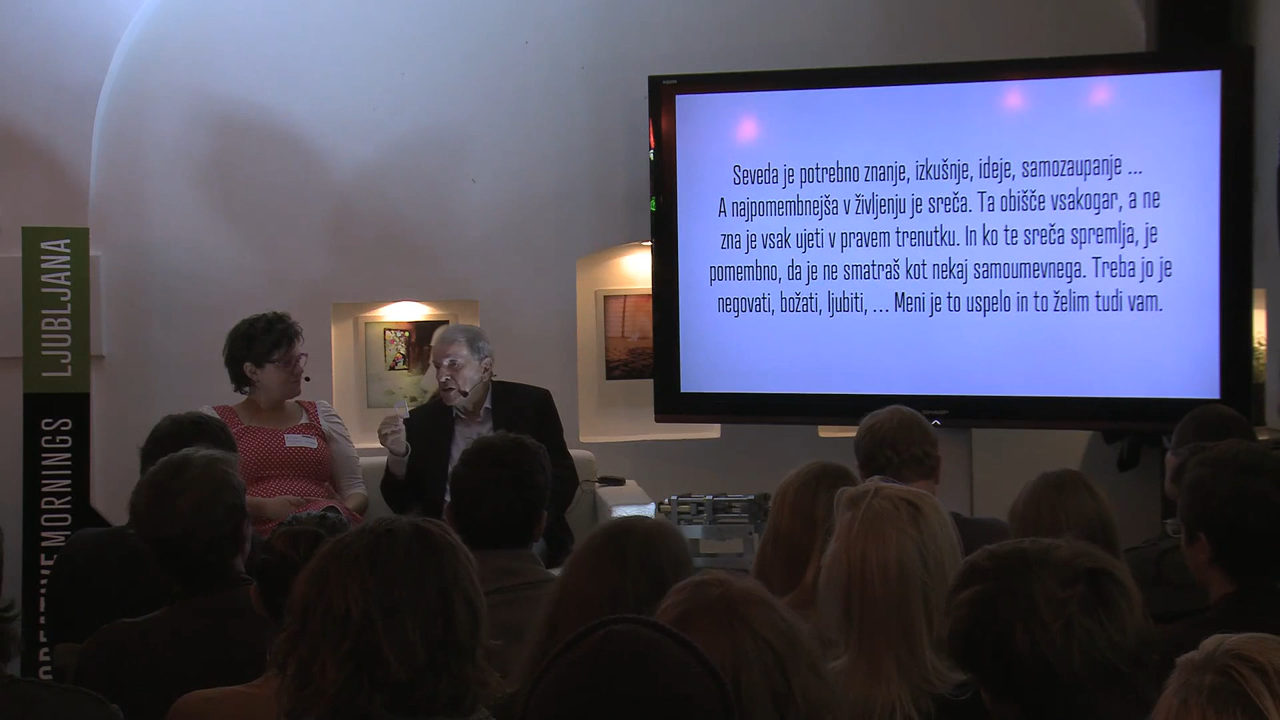 Seveda je potrebno znanje, izkušnje, ideje, samozaupanje ...
A najpomembnejša v življenju je sreča. Ta obišče vsakogar, a ne
zna je vsak ujeti v pravem trenutku. In ko te sreča spremlja, je
pomembno, da je ne smatraš kot nekaj samoumevnega. Treba jo je
negovati, božati, ljubiti, ... Meni je to uspelo in to želim tudi vam.
LJUBLJANA
CREATIVEMORNINGS